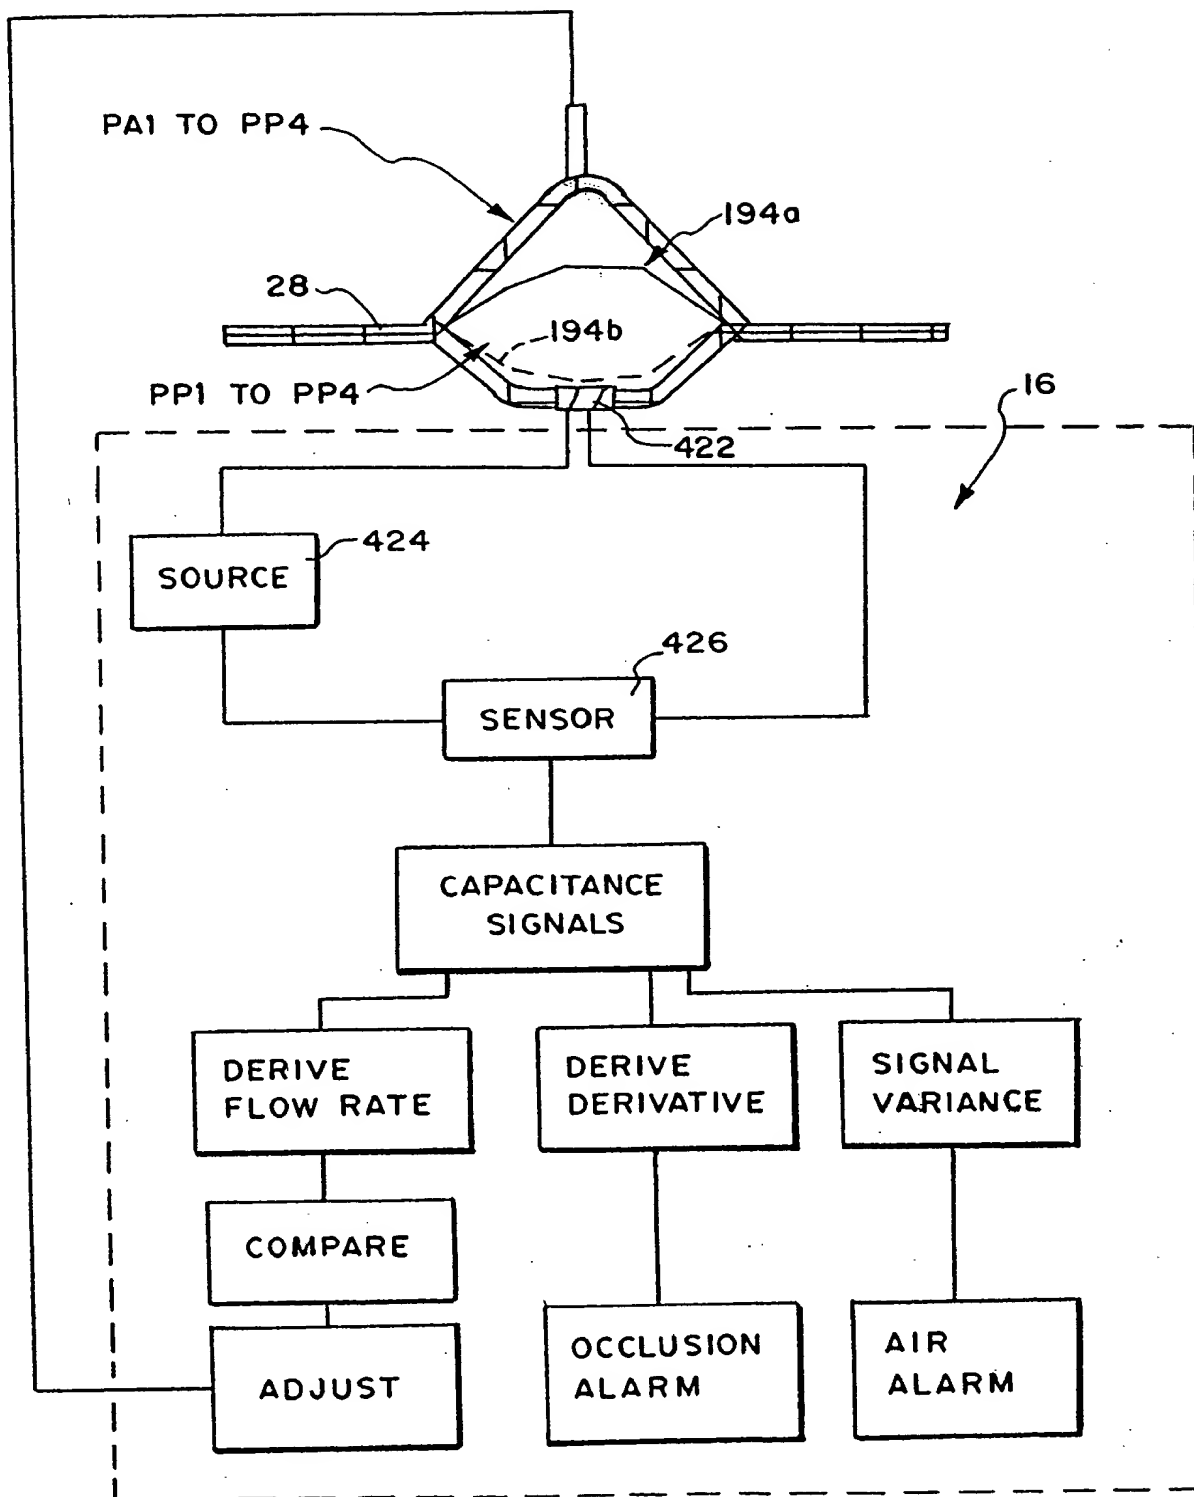 PA1 TO PP4
194a
28
194b
PP1 TO PP4
16
422
424
SOURCE
426
SENSOR
CAPACITANCE
SIGNALS
DERIVE
FLOW RATE
DERIVE
DERIVATIVE
SIGNAL
VARIANCE
COMPARE
OCCLUSION
ALARM
AIR
ALARM
ADJUST